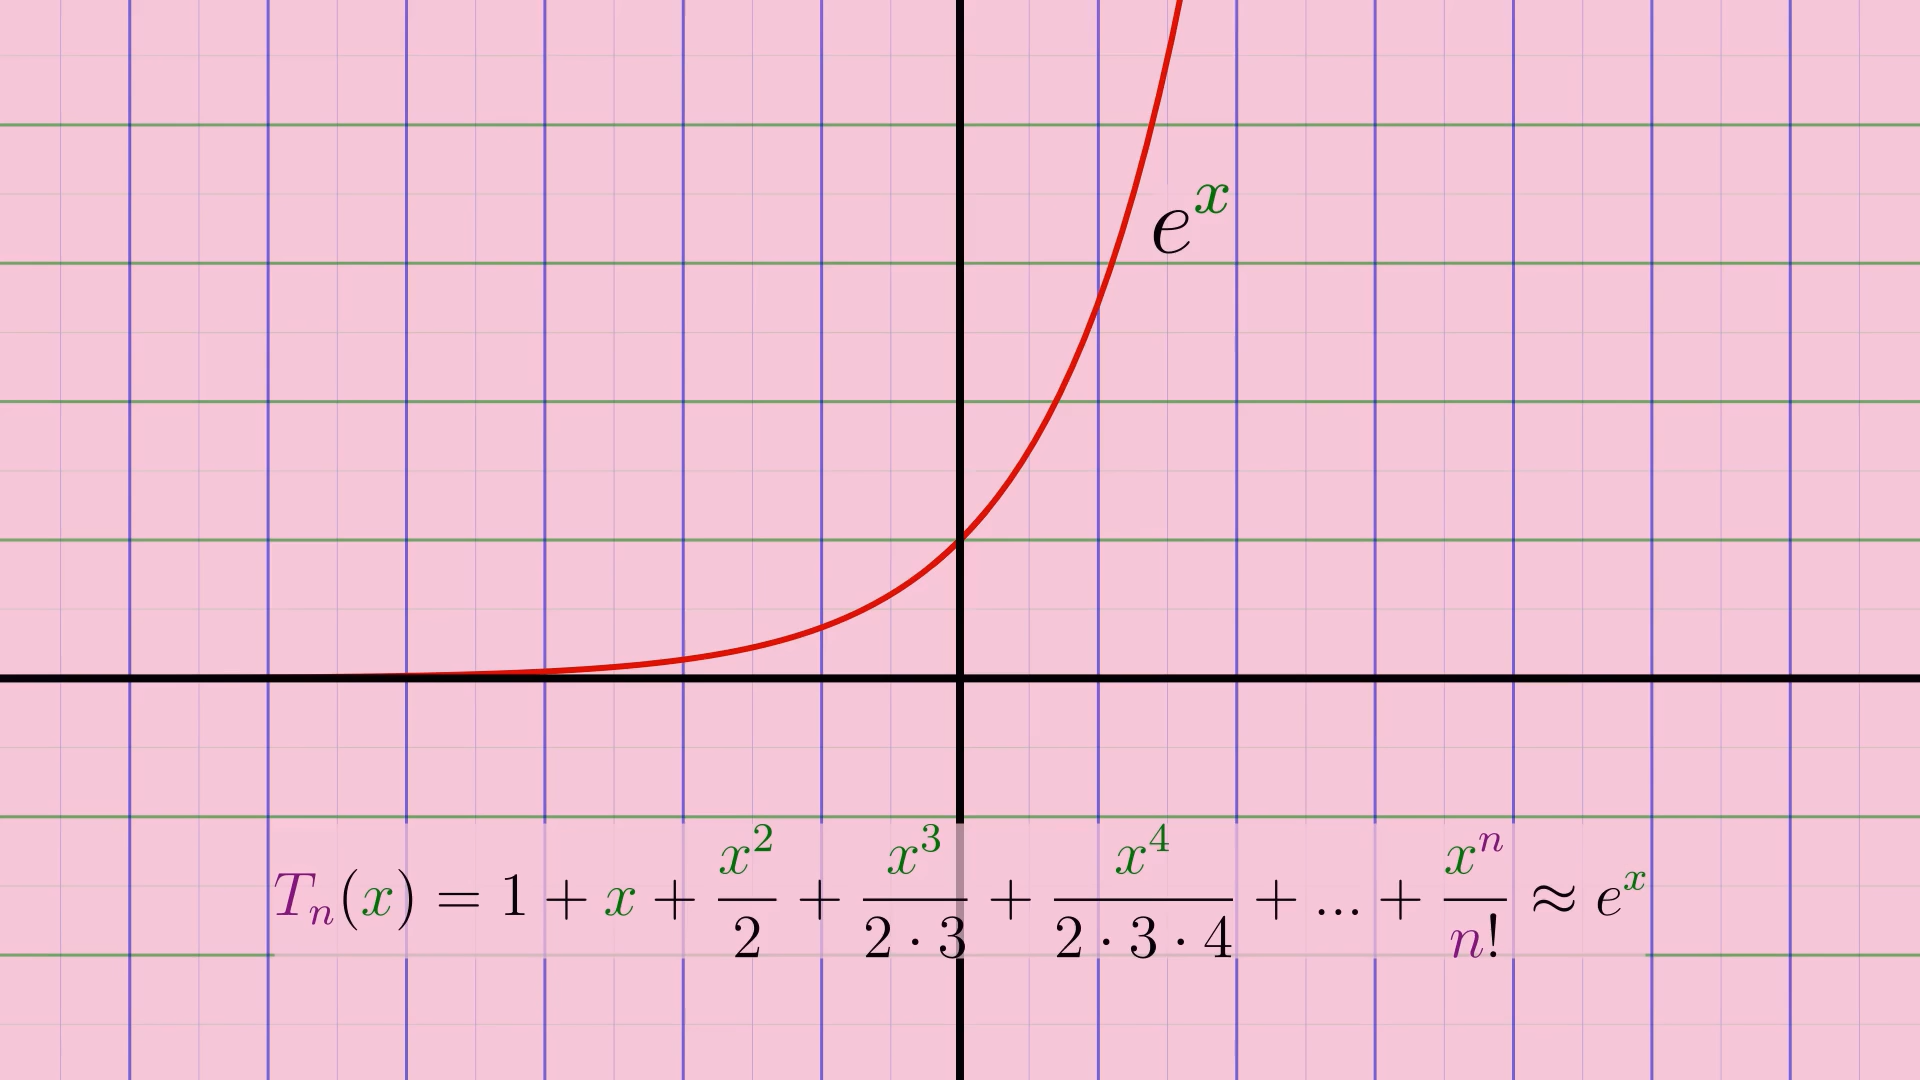 e^x
T_n(x) = 1 + x + x^2/2 + x^3/(2·3) + x^4/(2·3·4) + ... + x^n/n! ≈ e^x